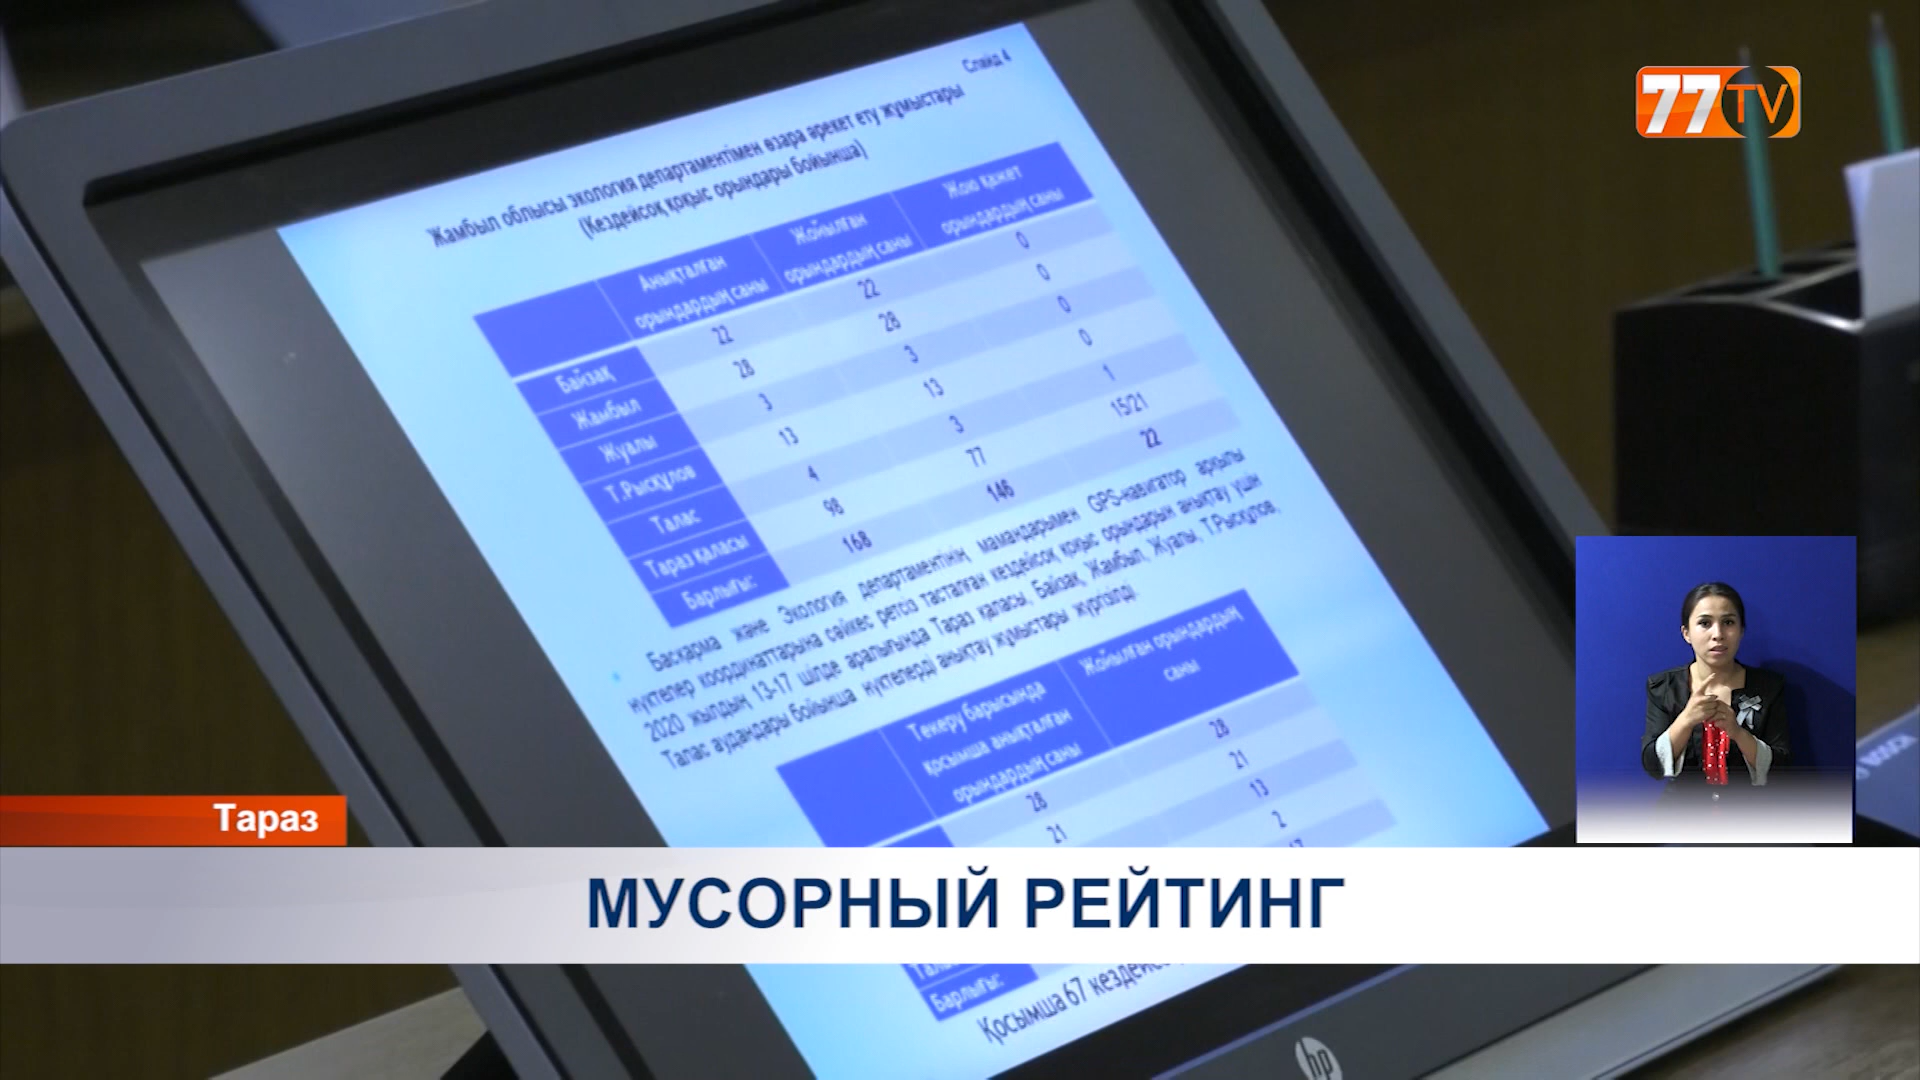 77TV
Слайд 4
Жамбыл облысы экология департаментімен өзара әрекет ету жұмыстары
(Кездейсоқ қоқыс орындары бойынша)
Анықталған орындардың саны
Жойылған орындардың саны
Жою қажет орындардың саны
Байзақ 22 22 0
Жамбыл 28 28 0
Жуалы 3 3 0
Т.Рысқұлов 13 13 0
Талас 4 3 1
Тараз қаласы 98 77 15/21
Барлығы: 168 146 22
Басқарма және Экология департаментінің мамандарымен GPS-навигатор арқылы
нүктелер координаттарына сәйкес ретсіз тасталған кездейсоқ қоқыс орындарын анықтау үшін
2020 жылдың 13-17 шілде аралығында Тараз қаласы, Байзақ, Жамбыл, Жуалы, Т.Рысқұлов,
Талас аудандары бойынша нүктелерді анықтау жұмыстары жүргізілді.
Тексеру барысында қосымша анықталған орындардың саны
Жойылған орындардың саны
28 28
21 21
13
2
Тараз
МУСОРНЫЙ РЕЙТИНГ
Барлығы:
Қосымша 67
hp